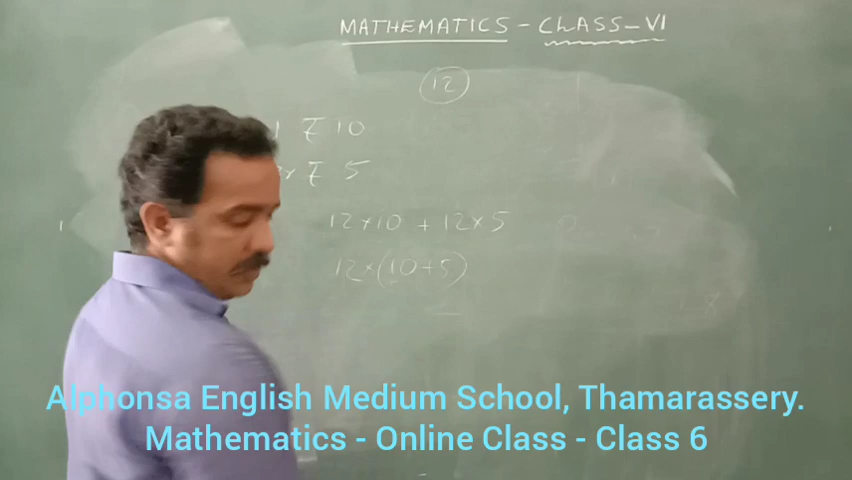 MATHEMATICS - CLASS-VI
12
₹ 10
₹ 5
12×10 + 12×5
12×(10+5)
Alphonsa English Medium School, Thamarassery.
Mathematics - Online Class - Class 6